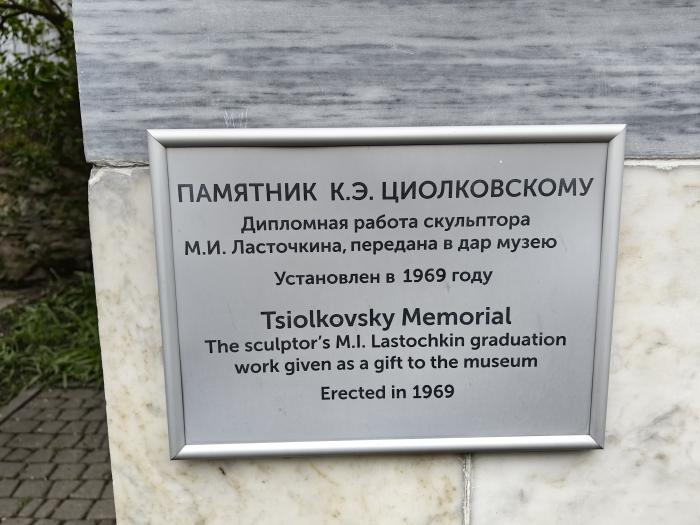 ПАМЯТНИК К.Э. ЦИОЛКОВСКОМУ
Дипломная работа скульптора
М.И. Ласточкина, передана в дар музею
Установлен в 1969 году
Tsiolkovsky Memorial
The sculptor's M.I. Lastochkin graduation
work given as a gift to the museum
Erected in 1969